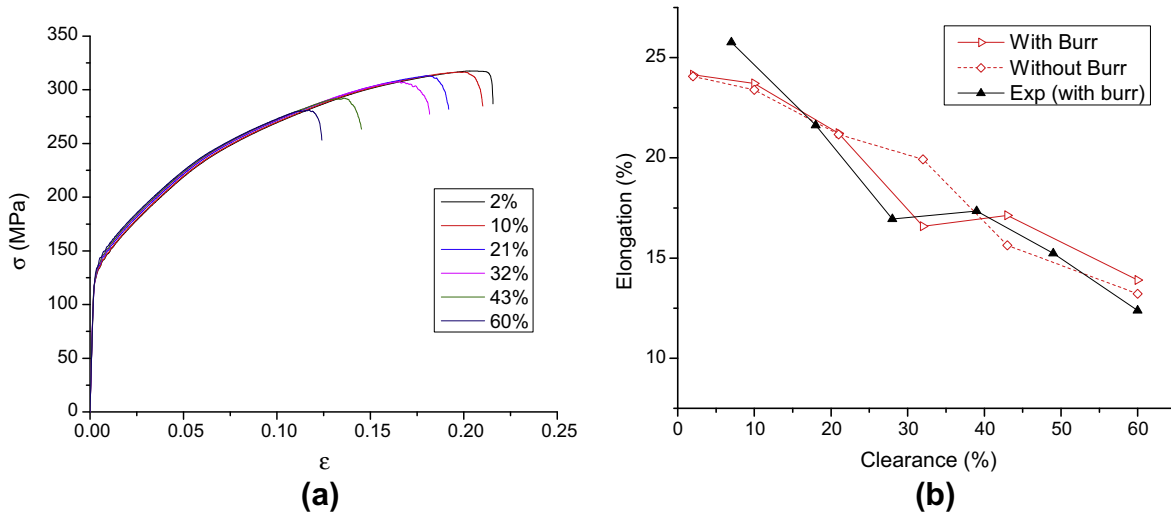 350
300
250
200
150
100
50
0
σ (MPa)
0.00 0.05 0.10 0.15 0.20 0.25
ε
2%
10%
21%
32%
43%
60%
(a)
25
20
15
10
Elongation (%)
0 10 20 30 40 50 60
Clearance (%)
With Burr
Without Burr
Exp (with burr)
(b)